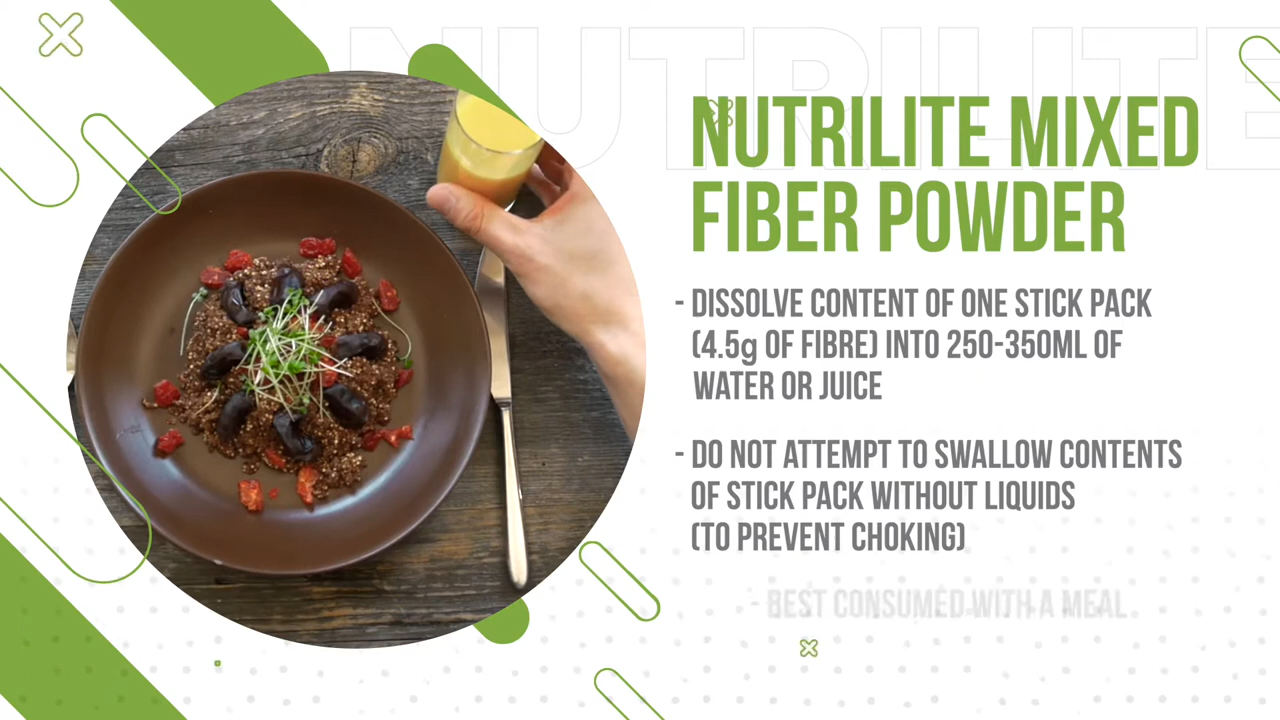 NUTRILITE
NUTRILITE MIXED
FIBER POWDER
- DISSOLVE CONTENT OF ONE STICK PACK
(4.5g OF FIBRE) INTO 250-350ML OF
WATER OR JUICE
- DO NOT ATTEMPT TO SWALLOW CONTENTS
OF STICK PACK WITHOUT LIQUIDS
(TO PREVENT CHOKING)
- BEST CONSUMED WITH A MEAL